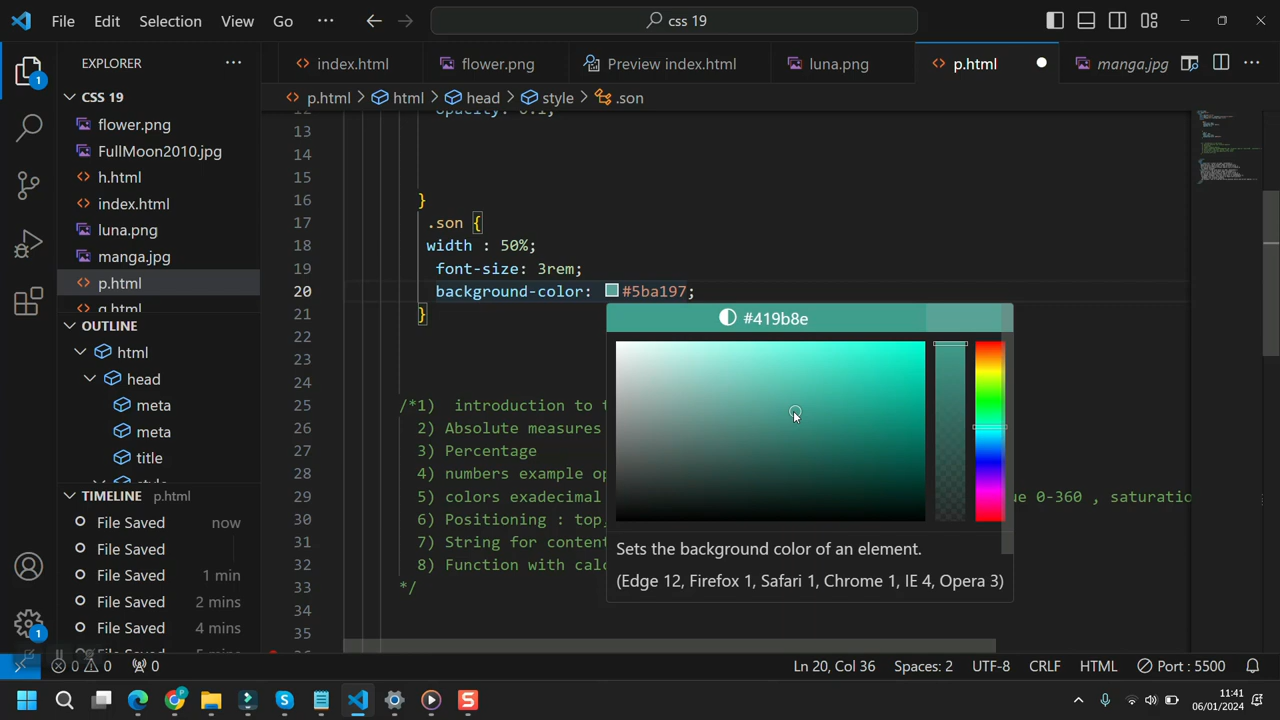 File Edit Selection View Go ··· css 19
EXPLORER
CSS 19
flower.png
FullMoon2010.jpg
h.html
index.html
luna.png
manga.jpg
p.html
OUTLINE
html
head
meta
meta
title
TIMELINE p.html
File Saved now
File Saved
File Saved 1 min
File Saved 2 mins
File Saved 4 mins
index.html flower.png Preview index.html luna.png p.html manga.jpg
p.html > html > head > style > .son
13
14
15
16 }
17 .son {
18 width : 50%;
19 font-size: 3rem;
20 background-color: #5ba197;
21 }
22
23
24
25 /*1) introduction to
26 2) Absolute measures
27 3) Percentage
28 4) numbers example
29 5) colors exadecimal 0-360 , saturatio
30 6) Positioning :
31 7) String for content
32 8) Function with
33 */
34
35
#419b8e
Sets the background color of an element.
(Edge 12, Firefox 1, Safari 1, Chrome 1, IE 4, Opera 3)
0 0 0 Ln 20, Col 36 Spaces: 2 UTF-8 CRLF HTML Port : 5500
11:41
06/01/2024